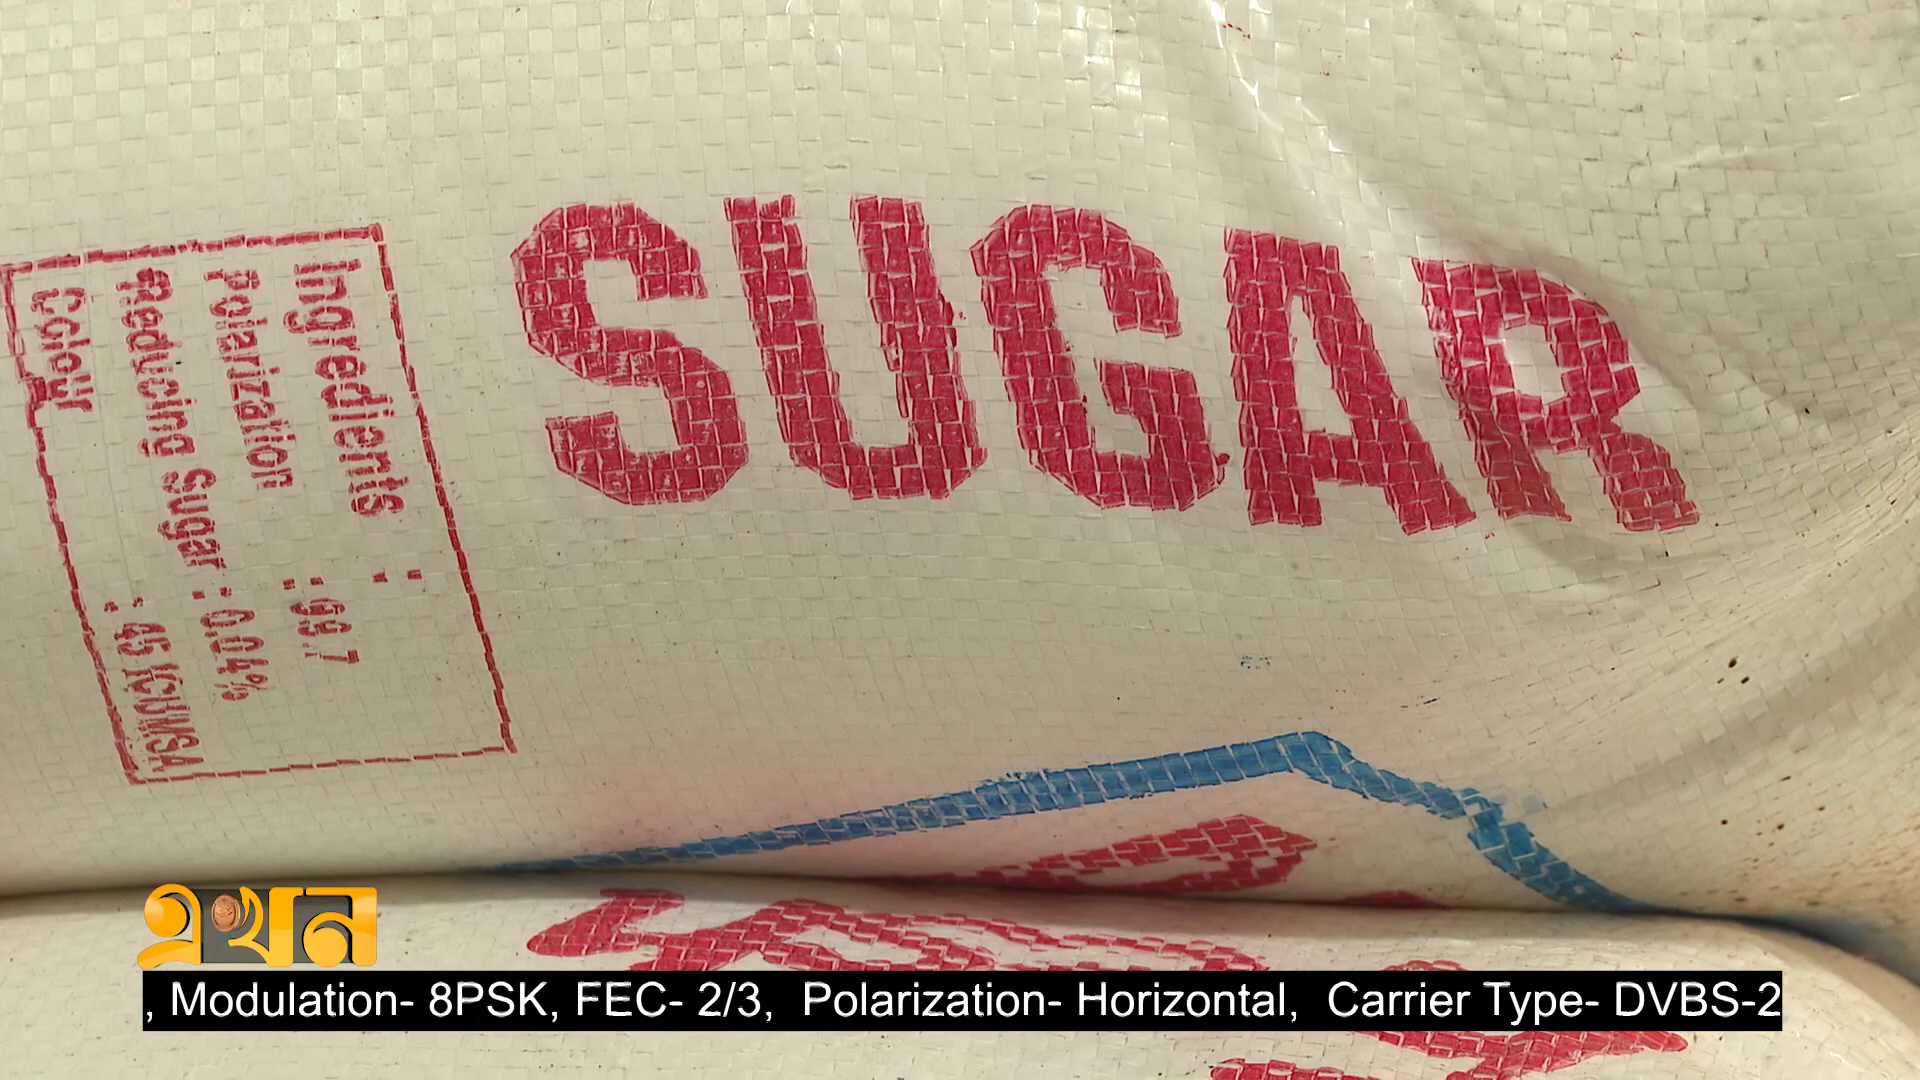 SUGAR
Ingredients :
Polarization : 99.7
Reducing Sugar : 0.04%
Colour : 45 ICUMSA
এখন
, Modulation- 8PSK, FEC- 2/3, Polarization- Horizontal, Carrier Type- DVBS-2